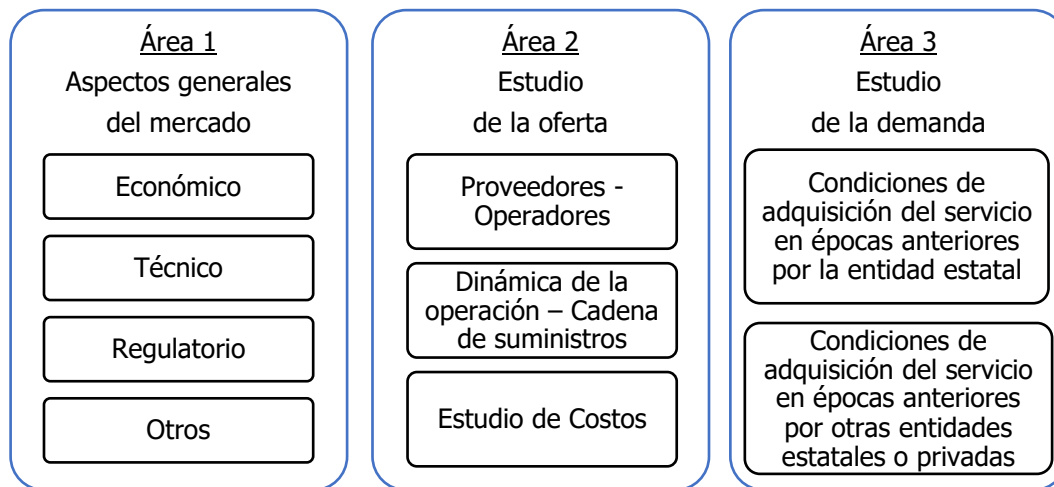 Área 1
Aspectos generales
del mercado
Económico
Técnico
Regulatorio
Otros
Área 2
Estudio
de la oferta
Proveedores -
Operadores
Dinámica de la
operación – Cadena
de suministros
Estudio de Costos
Área 3
Estudio
de la demanda
Condiciones de
adquisición del servicio
en épocas anteriores
por la entidad estatal
Condiciones de
adquisición del servicio
en épocas anteriores
por otras entidades
estatales o privadas